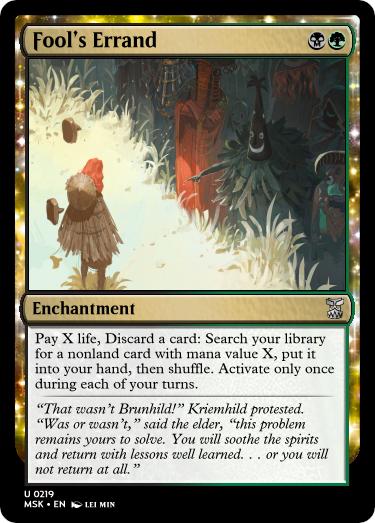 Fool's Errand
Enchantment
Pay X life, Discard a card: Search your library
for a nonland card with mana value X, put it
into your hand, then shuffle. Activate only once
during each of your turns.
“That wasn't Brunhild!” Kriemhild protested.
“Was or wasn't,” said the elder, “this problem
remains yours to solve. You will soothe the spirits
and return with lessons well learned. . . or you will
not return at all.”
U 0219
MSK • EN LEI MIN